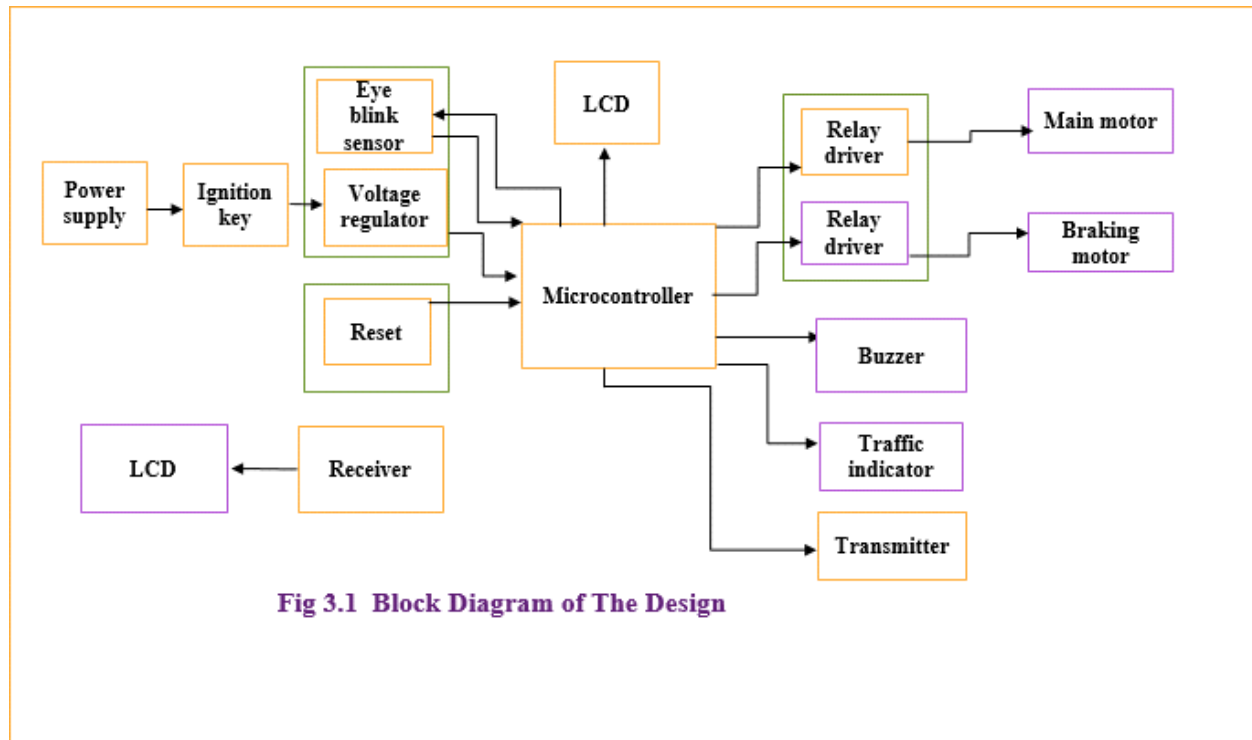 Eye
blink
sensor
LCD
Relay
driver
Main motor
Power
supply
Ignition
key
Voltage
regulator
Relay
driver
Braking
motor
Microcontroller
Reset
Buzzer
LCD
Receiver
Traffic
indicator
Transmitter
Fig 3.1 Block Diagram of The Design